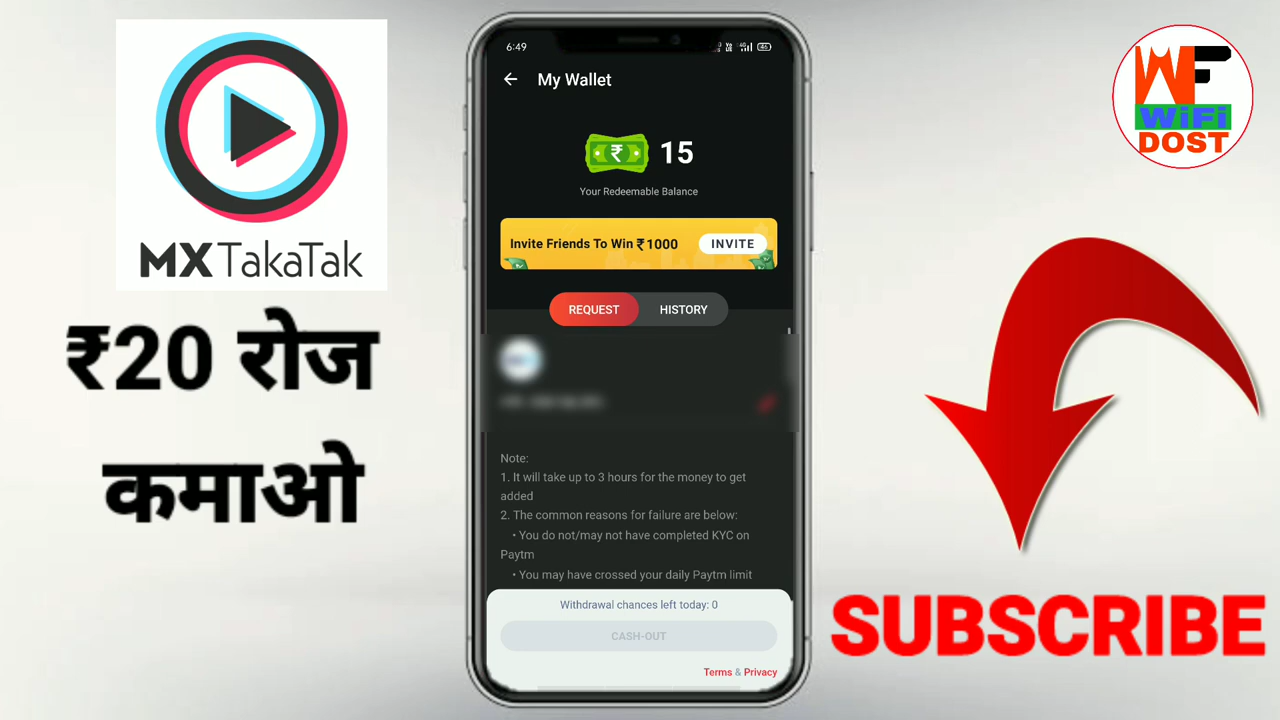 MXTakaTak
₹20 रोज
कमाओ
6:49
My Wallet
₹ 15
Your Redeemable Balance
Invite Friends To Win ₹1000 INVITE
REQUEST HISTORY
Note:
1. It will take up to 3 hours for the money to get
added
2. The common reasons for failure are below:
• You do not/may not have completed KYC on
Paytm
• You may have crossed your daily Paytm limit
Withdrawal chances left today: 0
CASH-OUT
Terms & Privacy
WF
WiFi
DOST
SUBSCRIBE